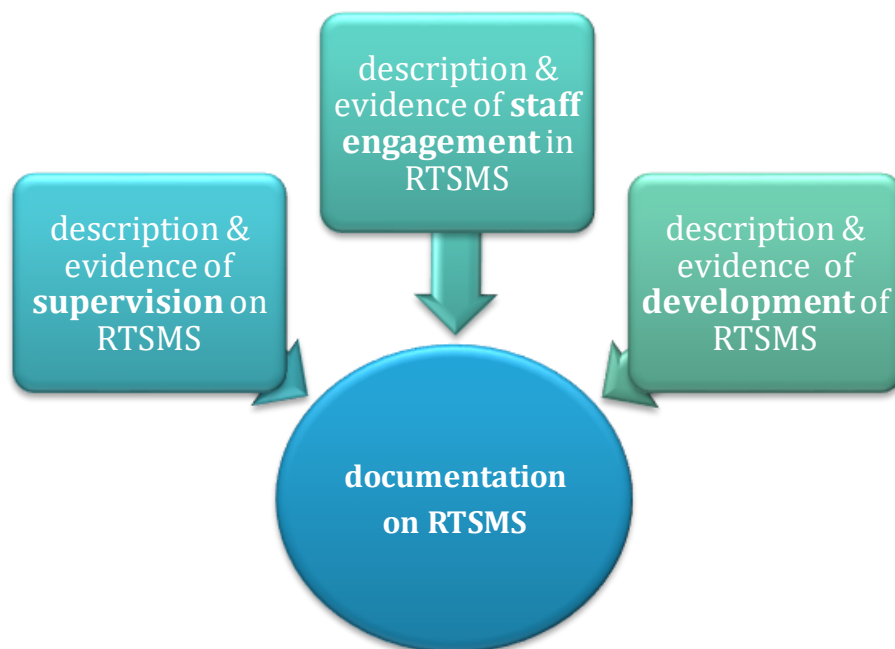 description &
evidence of staff
engagement in
RTSMS
description &
evidence of
supervision on
RTSMS
description &
evidence of
development of
RTSMS
documentation
on RTSMS